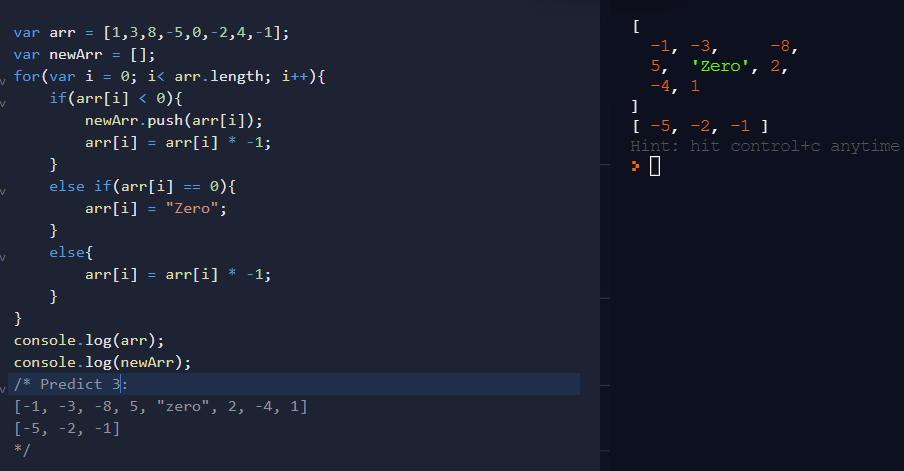 var arr = [1,3,8,-5,0,-2,4,-1];
var newArr = [];
for(var i = 0; i< arr.length; i++){
    if(arr[i] < 0){
        newArr.push(arr[i]);
        arr[i] = arr[i] * -1;
    }
    else if(arr[i] == 0){
        arr[i] = "Zero";
    }
    else{
        arr[i] = arr[i] * -1;
    }
}
console.log(arr);
console.log(newArr);
/* Predict 3:
[-1, -3, -8, 5, "zero", 2, -4, 1]
[-5, -2, -1]
*/
[
  -1, -3,      -8,
  5,  'Zero', 2,
  -4, 1
]
[ -5, -2, -1 ]
Hint: hit control+c anytime
>